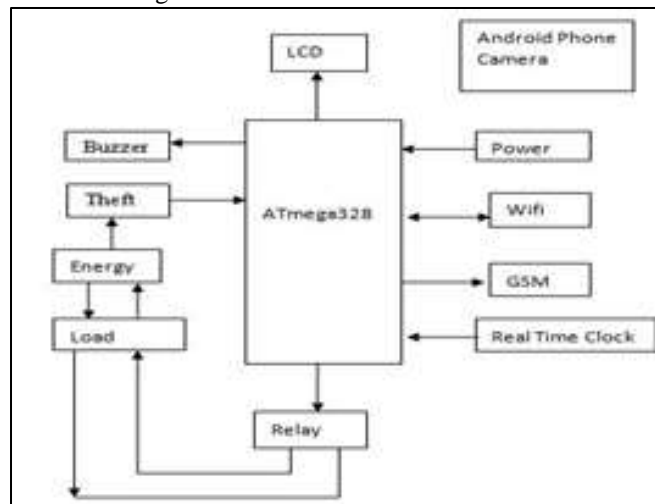 LCD
Android Phone
Camera
Buzzer
Power
Theft
ATmega328
Wifi
Energy
GSM
Load
Real Time Clock
Relay